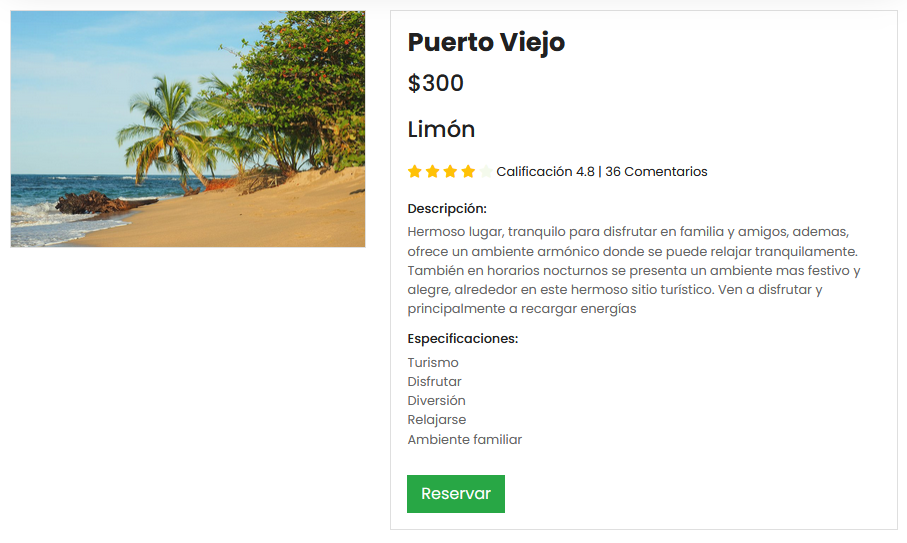 Puerto Viejo
$300
Limón
Calificación 4.8 | 36 Comentarios
Descripción:
Hermoso lugar, tranquilo para disfrutar en familia y amigos, ademas,
ofrece un ambiente armónico donde se puede relajar tranquilamente.
También en horarios nocturnos se presenta un ambiente mas festivo y
alegre, alrededor en este hermoso sitio turístico. Ven a disfrutar y
principalmente a recargar energías
Especificaciones:
Turismo
Disfrutar
Diversión
Relajarse
Ambiente familiar
Reservar